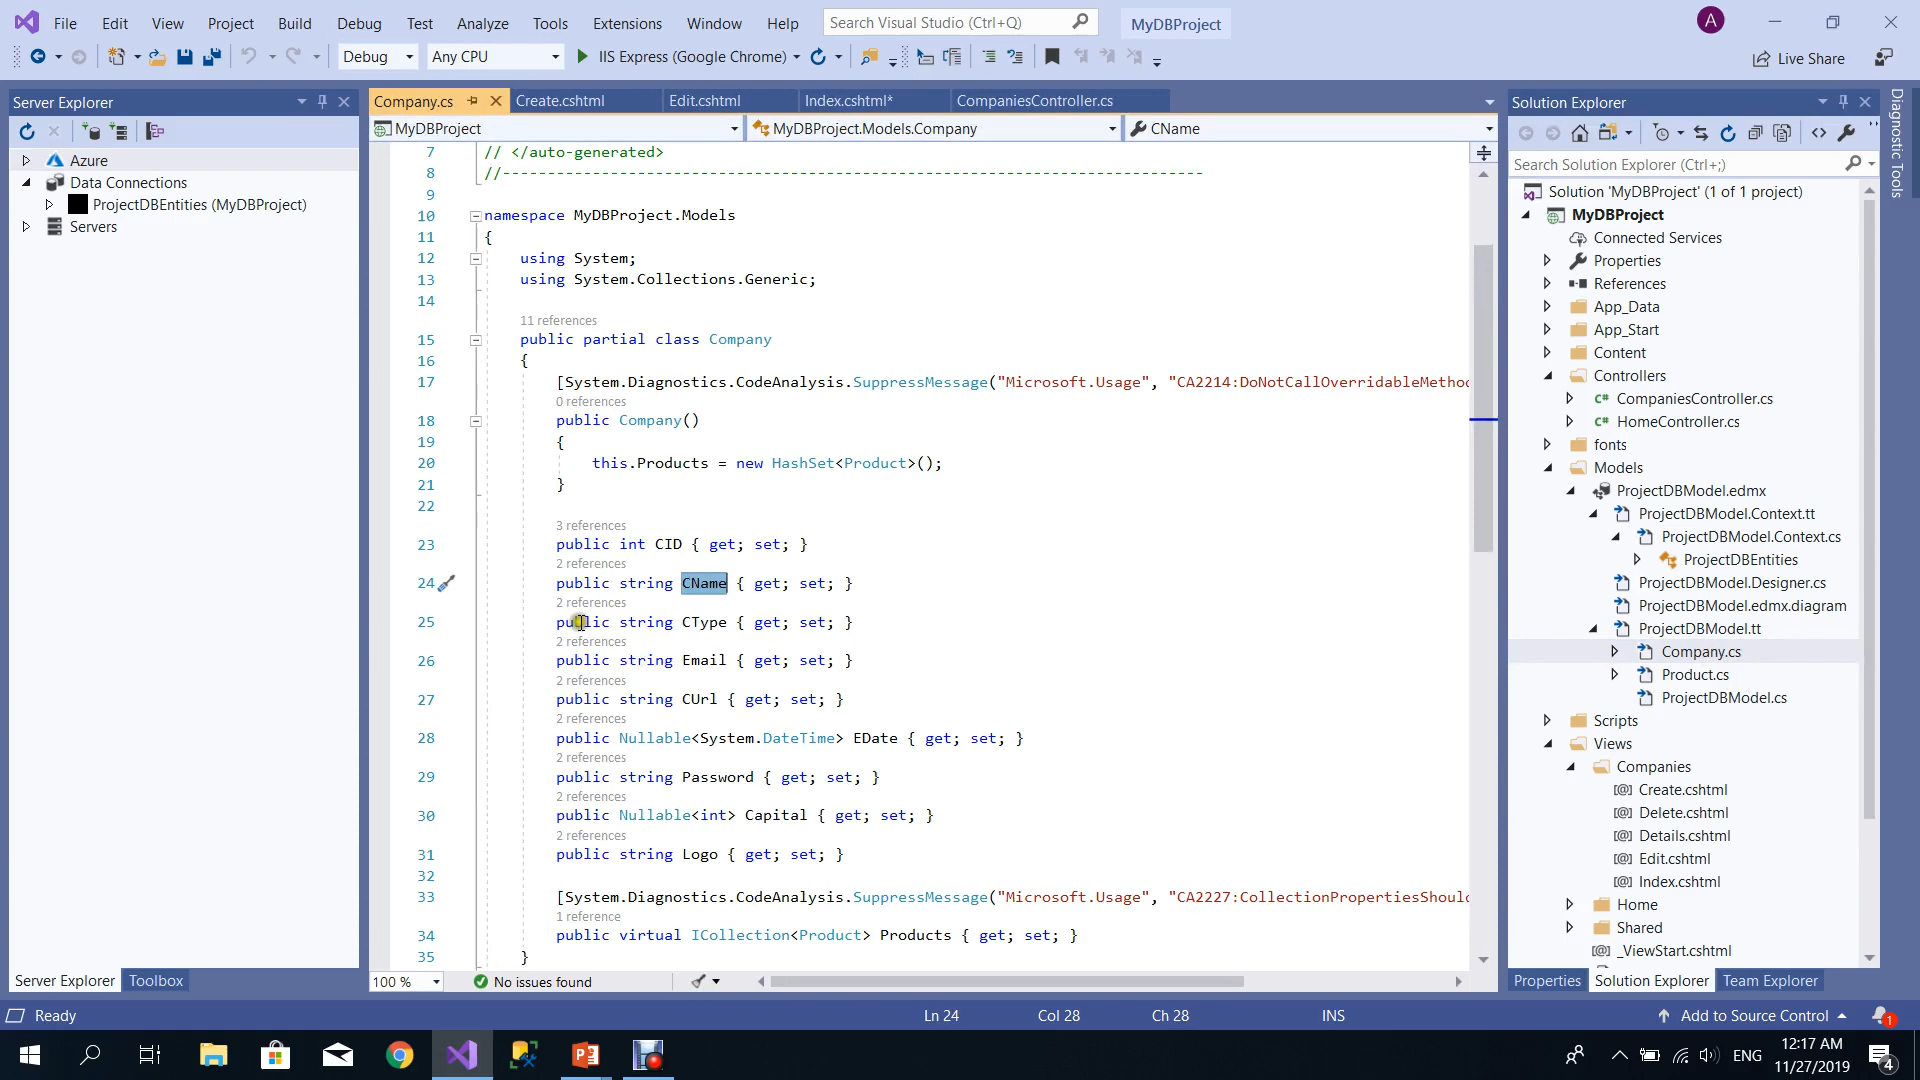 File Edit View Project Build Debug Test Analyze Tools Extensions Window Help Search Visual Studio (Ctrl+Q) MyDBProject A
Debug Any CPU IIS Express (Google Chrome) Live Share
Server Explorer
Azure
Data Connections
ProjectDBEntities (MyDBProject)
Servers
Server Explorer Toolbox
Company.cs Create.cshtml Edit.cshtml Index.cshtml* CompaniesController.cs
MyDBProject MyDBProject.Models.Company CName
7 // </auto-generated>
8 //------------------------------------------------------------------------------
9
10 namespace MyDBProject.Models
11 {
12 using System;
13 using System.Collections.Generic;
14
11 references
15 public partial class Company
16 {
17 [System.Diagnostics.CodeAnalysis.SuppressMessage("Microsoft.Usage", "CA2214:DoNotCallOverridableMethod
0 references
18 public Company()
19 {
20 this.Products = new HashSet<Product>();
21 }
22
3 references
23 public int CID { get; set; }
2 references
24 public string CName { get; set; }
2 references
25 public string CType { get; set; }
2 references
26 public string Email { get; set; }
2 references
27 public string CUrl { get; set; }
2 references
28 public Nullable<System.DateTime> EDate { get; set; }
2 references
29 public string Password { get; set; }
2 references
30 public Nullable<int> Capital { get; set; }
2 references
31 public string Logo { get; set; }
32
33 [System.Diagnostics.CodeAnalysis.SuppressMessage("Microsoft.Usage", "CA2227:CollectionPropertiesShould
1 reference
34 public virtual ICollection<Product> Products { get; set; }
35 }
100 % No issues found
Solution Explorer
Search Solution Explorer (Ctrl+;)
Solution 'MyDBProject' (1 of 1 project)
MyDBProject
Connected Services
Properties
References
App_Data
App_Start
Content
Controllers
C# CompaniesController.cs
C# HomeController.cs
fonts
Models
ProjectDBModel.edmx
ProjectDBModel.Context.tt
ProjectDBModel.Context.cs
ProjectDBEntities
ProjectDBModel.Designer.cs
ProjectDBModel.edmx.diagram
ProjectDBModel.tt
Company.cs
Product.cs
ProjectDBModel.cs
Scripts
Views
Companies
[@] Create.cshtml
[@] Delete.cshtml
[@] Details.cshtml
[@] Edit.cshtml
[@] Index.cshtml
Home
Shared
[@] _ViewStart.cshtml
Properties Solution Explorer Team Explorer
Diagnostic Tools
Ready Ln 24 Col 28 Ch 28 INS Add to Source Control 1
ENG 12:17 AM
11/27/2019 4